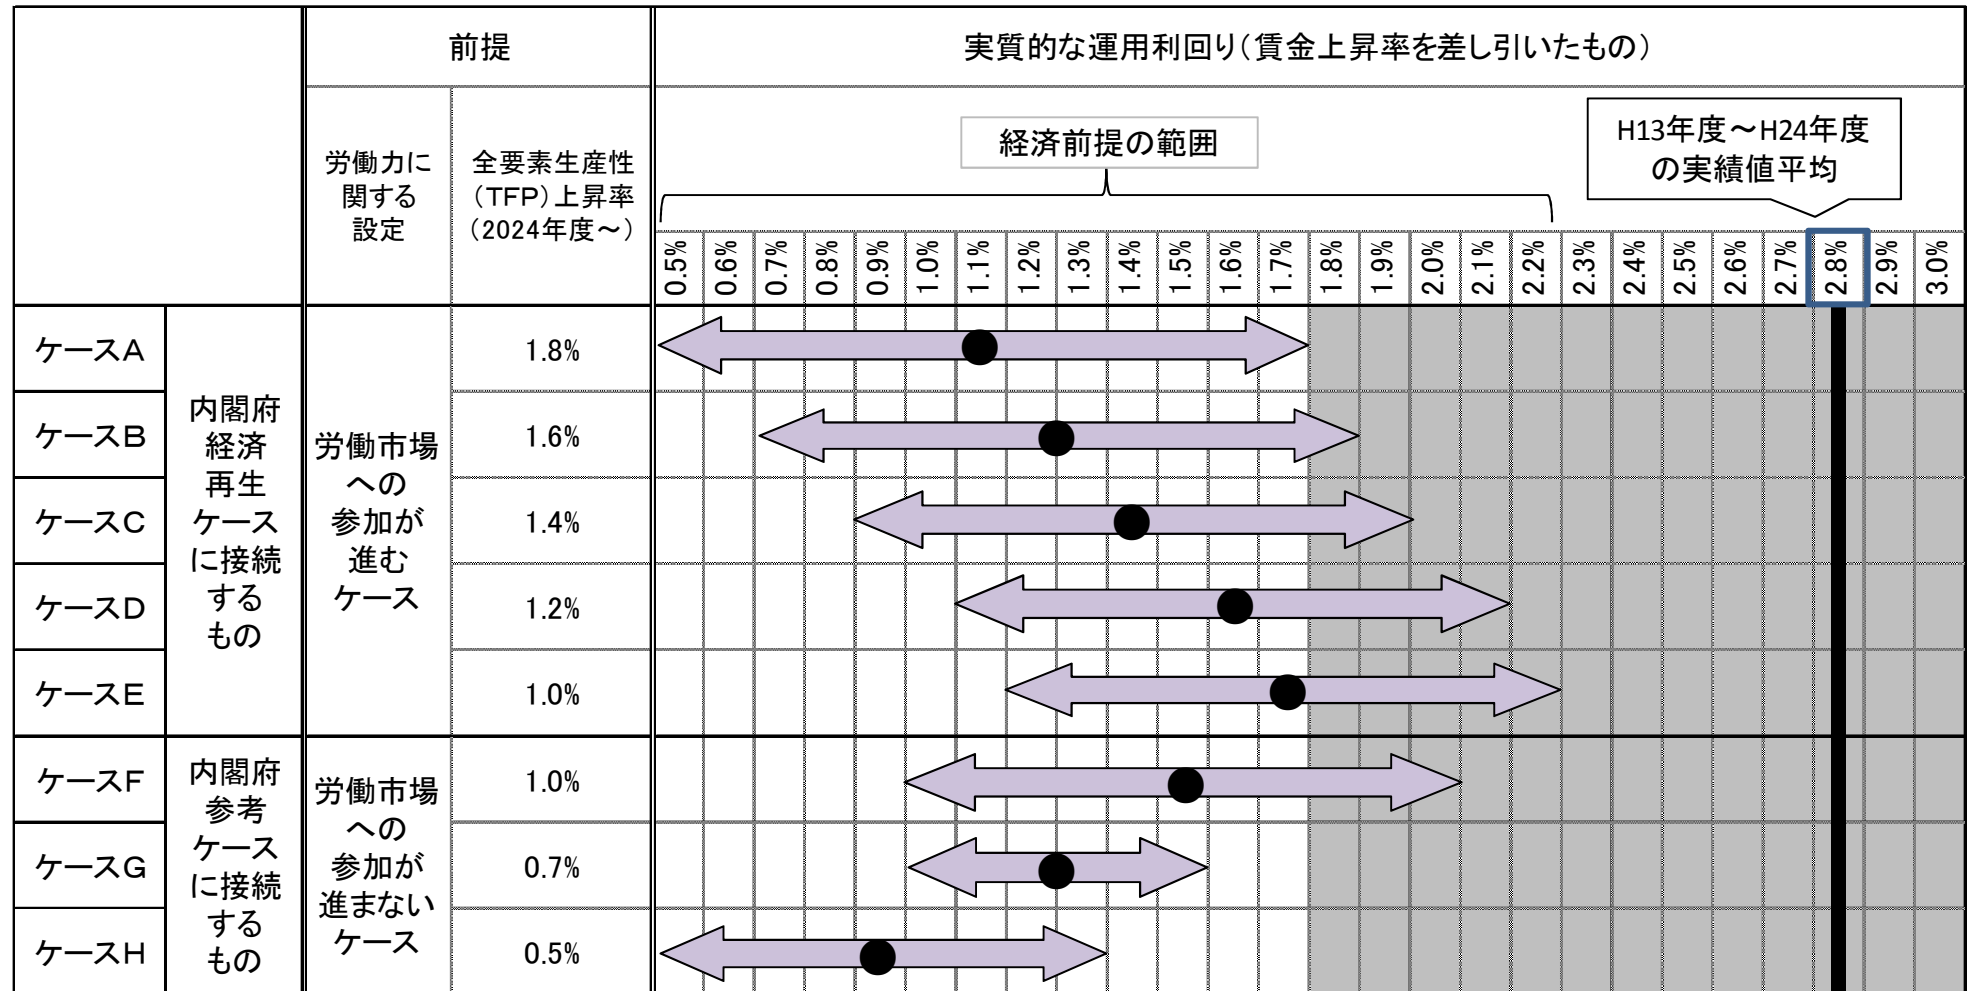 前提
実質的な運用利回り(賃金上昇率を差し引いたもの)
労働力に
関する
設定
全要素生産性
(TFP)上昇率
(2024年度～)
経済前提の範囲
H13年度～H24年度
の実績値平均
0.5%
0.6%
0.7%
0.8%
0.9%
1.0%
1.1%
1.2%
1.3%
1.4%
1.5%
1.6%
1.7%
1.8%
1.9%
2.0%
2.1%
2.2%
2.3%
2.4%
2.5%
2.6%
2.7%
2.8%
2.9%
3.0%
ケースA
ケースB
ケースC
ケースD
ケースE
内閣府
経済
再生
ケース
に接続
する
もの
労働市場
への
参加が
進む
ケース
1.8%
1.6%
1.4%
1.2%
1.0%
ケースF
ケースG
ケースH
内閣府
参考
ケース
に接続
する
もの
労働市場
への
参加が
進まない
ケース
1.0%
0.7%
0.5%